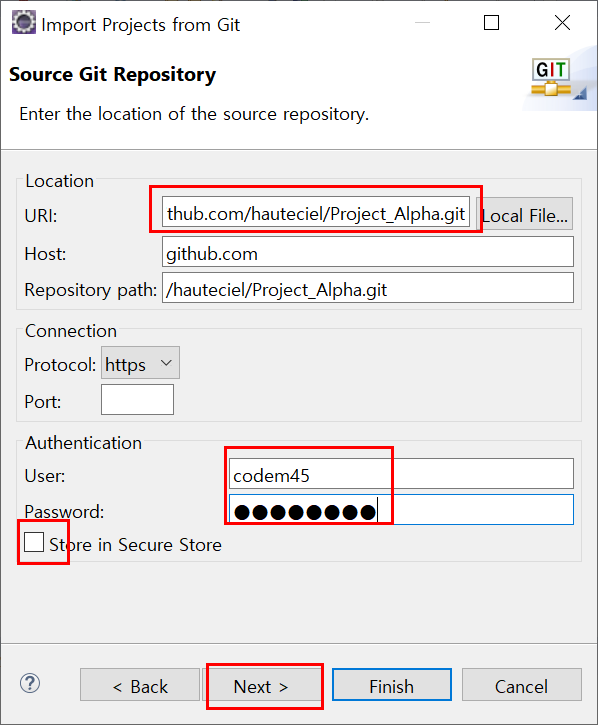 Import Projects from Git
Source Git Repository
GIT
Enter the location of the source repository.
Location
URI: thub.com/hauteciel/Project_Alpha.git Local File...
Host: github.com
Repository path: /hauteciel/Project_Alpha.git
Connection
Protocol: https
Port:
Authentication
User: codem45
Password: ●●●●●●●●
Store in Secure Store
? < Back Next > Finish Cancel